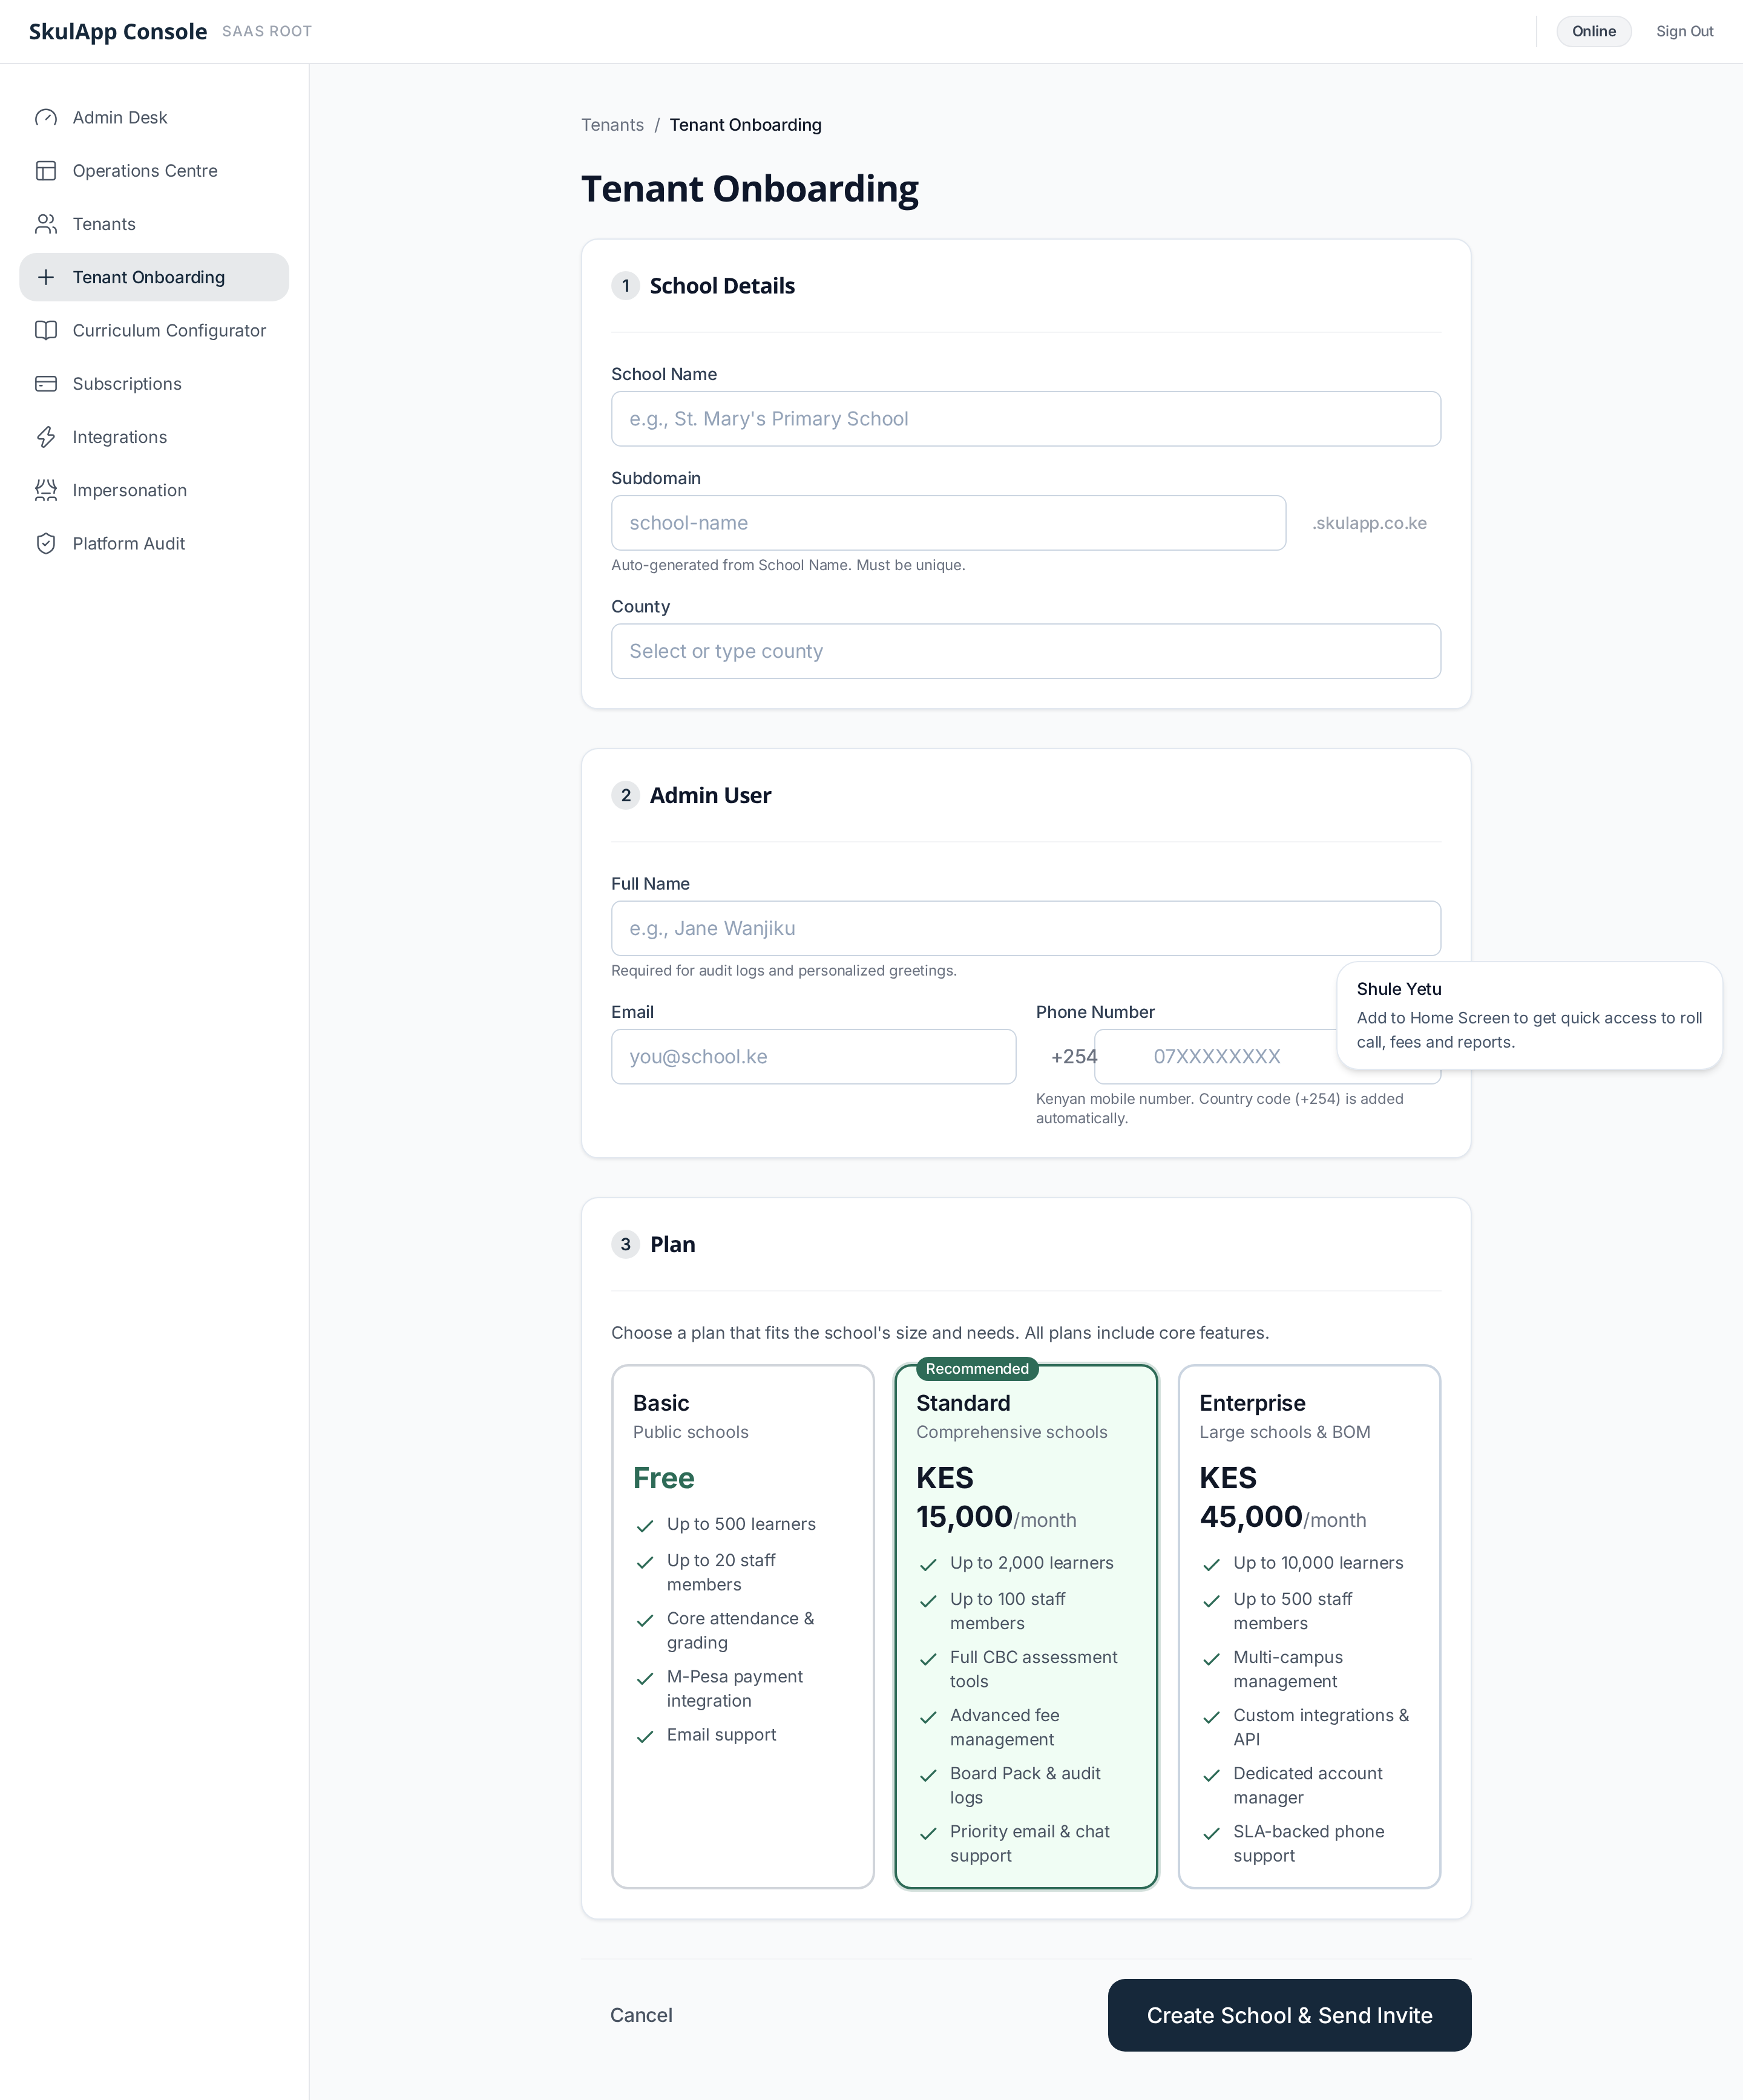 SkulApp Console SAAS ROOT
Online Sign Out
Admin Desk
Operations Centre
Tenants
Tenant Onboarding
Curriculum Configurator
Subscriptions
Integrations
Impersonation
Platform Audit
Tenants / Tenant Onboarding
Tenant Onboarding
1 School Details
School Name
e.g., St. Mary's Primary School
Subdomain
school-name .skulapp.co.ke
Auto-generated from School Name. Must be unique.
County
Select or type county
2 Admin User
Full Name
e.g., Jane Wanjiku
Required for audit logs and personalized greetings.
Email
you@school.ke
Phone Number
+254 07XXXXXXXX
Kenyan mobile number. Country code (+254) is added
automatically.
Shule Yetu
Add to Home Screen to get quick access to roll
call, fees and reports.
3 Plan
Choose a plan that fits the school's size and needs. All plans include core features.
Basic
Public schools
Free
Up to 500 learners
Up to 20 staff
members
Core attendance &
grading
M-Pesa payment
integration
Email support
Recommended
Standard
Comprehensive schools
KES
15,000/month
Up to 2,000 learners
Up to 100 staff
members
Full CBC assessment
tools
Advanced fee
management
Board Pack & audit
logs
Priority email & chat
support
Enterprise
Large schools & BOM
KES
45,000/month
Up to 10,000 learners
Up to 500 staff
members
Multi-campus
management
Custom integrations &
API
Dedicated account
manager
SLA-backed phone
support
Cancel
Create School & Send Invite